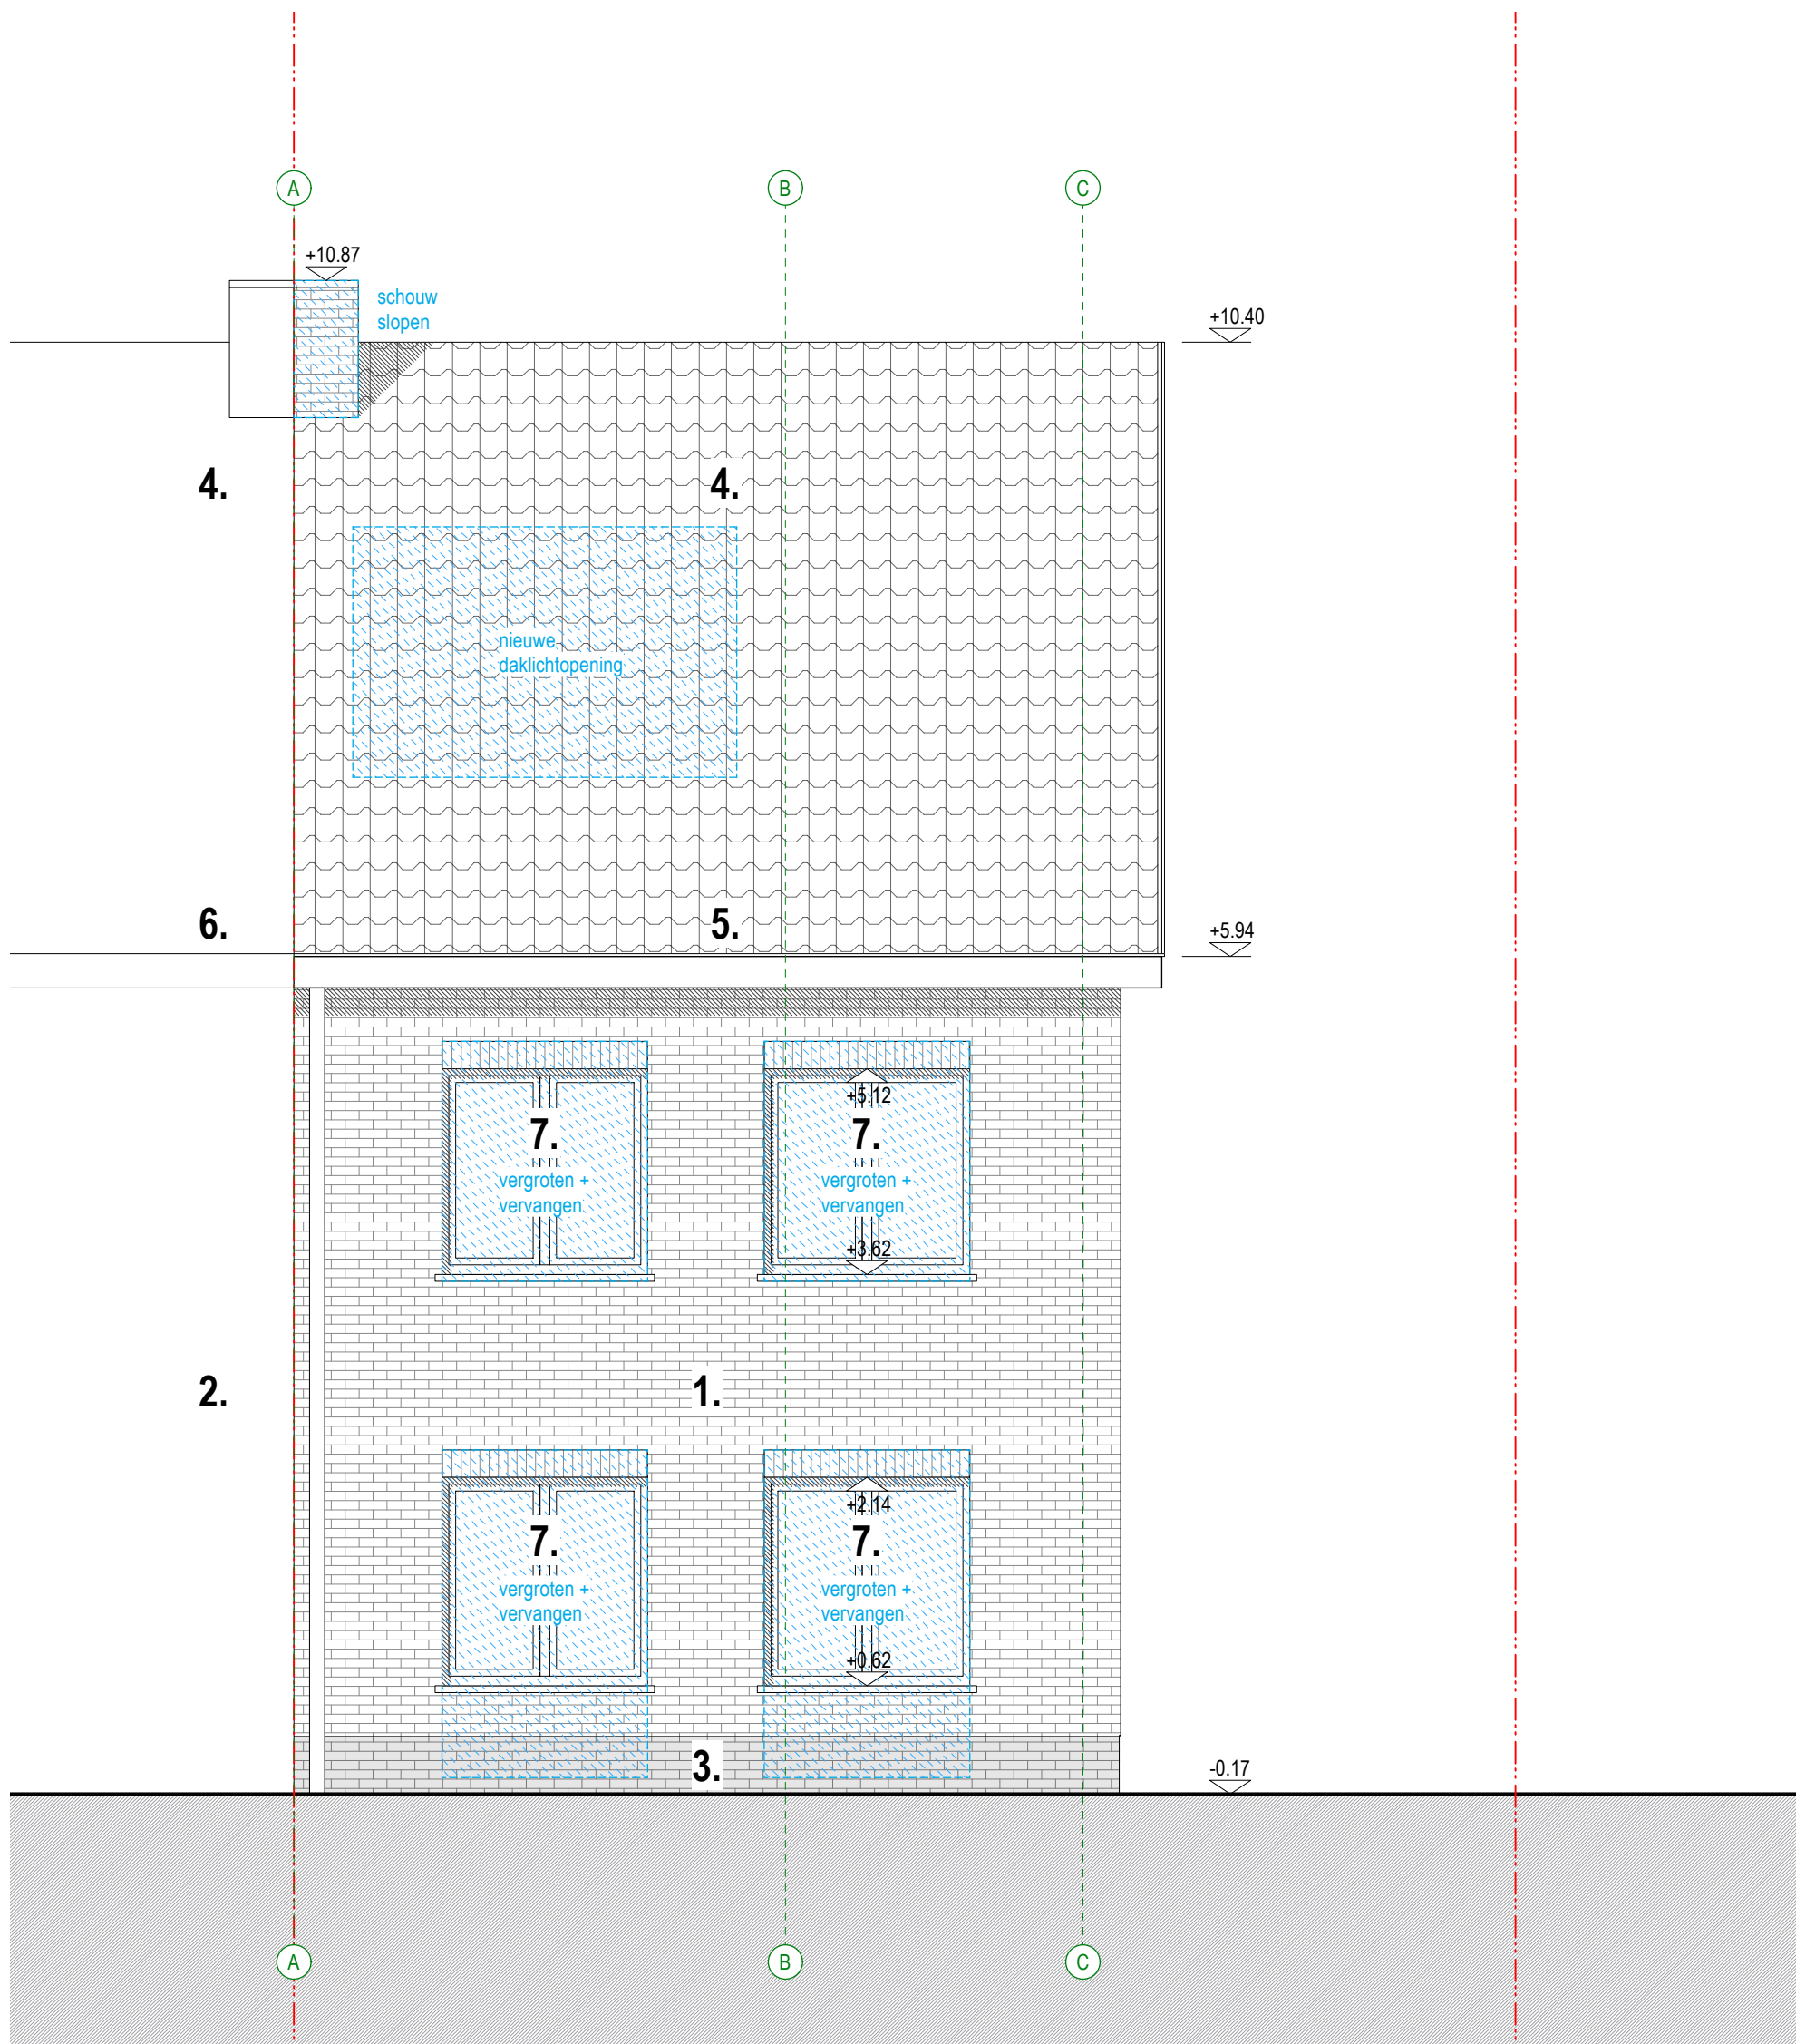 A
B
C
+10.87
schouw
slopen
+10.40
4.
4.
nieuwe
daklichtopening
6.
5.
+5.94
+5.12
7.
7.
vergroten +
vervangen
vergroten +
vervangen
+3.62
2.
1.
+2.14
7.
7.
vergroten +
vervangen
vergroten +
vervangen
+0.62
3.
-0.17
A
B
C